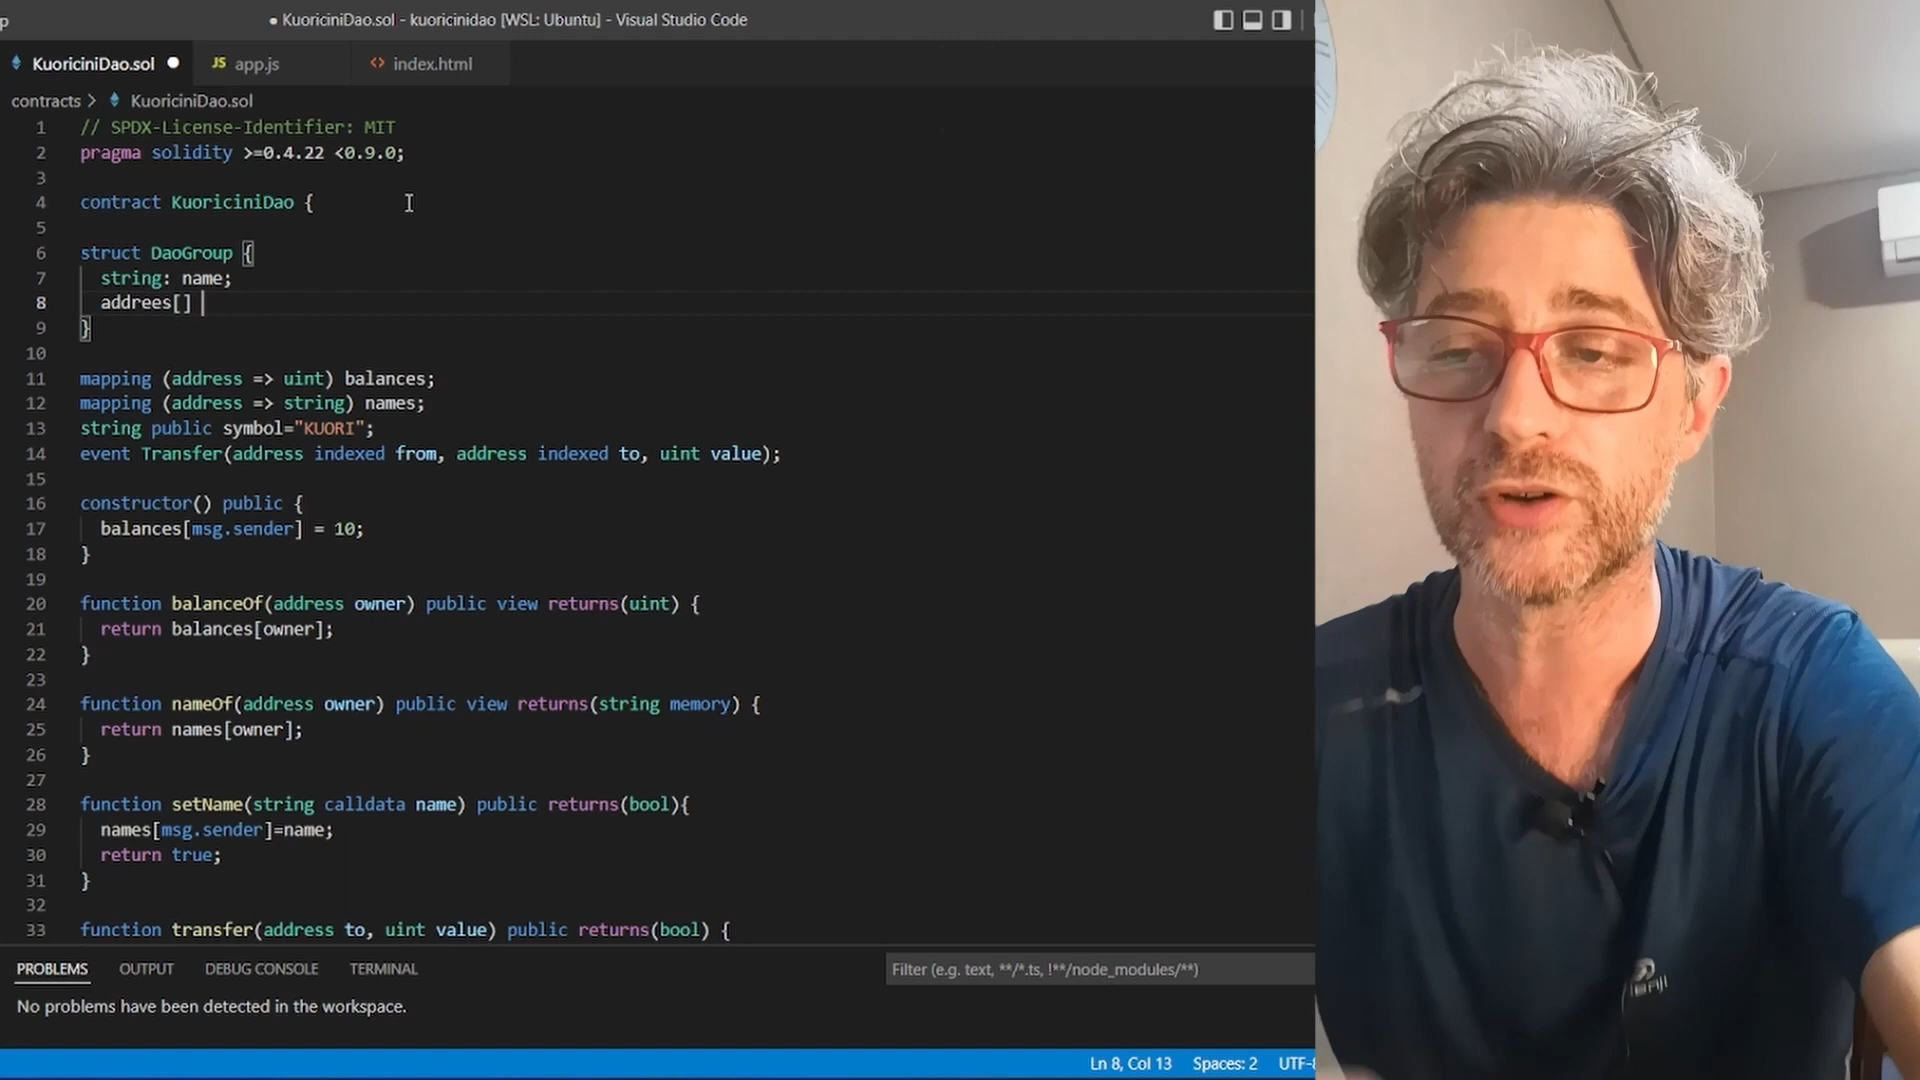 p
● KuoriciniDao.sol - kuoricinidao [WSL: Ubuntu] - Visual Studio Code
KuoriciniDao.sol ● JS app.js <> index.html
contracts > KuoriciniDao.sol
1 // SPDX-License-Identifier: MIT
2 pragma solidity >=0.4.22 <0.9.0;
3
4 contract KuoriciniDao {
5
6 struct DaoGroup {
7 string: name;
8 addrees[]
9 }
10
11 mapping (address => uint) balances;
12 mapping (address => string) names;
13 string public symbol="KUORI";
14 event Transfer(address indexed from, address indexed to, uint value);
15
16 constructor() public {
17 balances[msg.sender] = 10;
18 }
19
20 function balanceOf(address owner) public view returns(uint) {
21 return balances[owner];
22 }
23
24 function nameOf(address owner) public view returns(string memory) {
25 return names[owner];
26 }
27
28 function setName(string calldata name) public returns(bool){
29 names[msg.sender]=name;
30 return true;
31 }
32
33 function transfer(address to, uint value) public returns(bool) {
PROBLEMS OUTPUT DEBUG CONSOLE TERMINAL Filter (e.g. text, **/*.ts, !**/node_modules/**)
No problems have been detected in the workspace.
Ln 8, Col 13 Spaces: 2 UTF-8